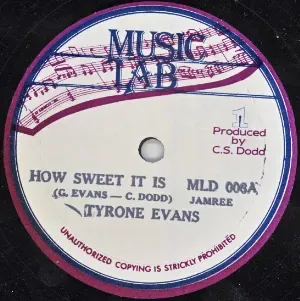 MUSIC
LAB
1
Produced
by
C.S. Dodd
HOW SWEET IT IS MLD 006A
(G. EVANS — C. DODD) JAMREE
TYRONE EVANS
UNAUTHORIZED COPYING IS STRICTLY PROHIBITED